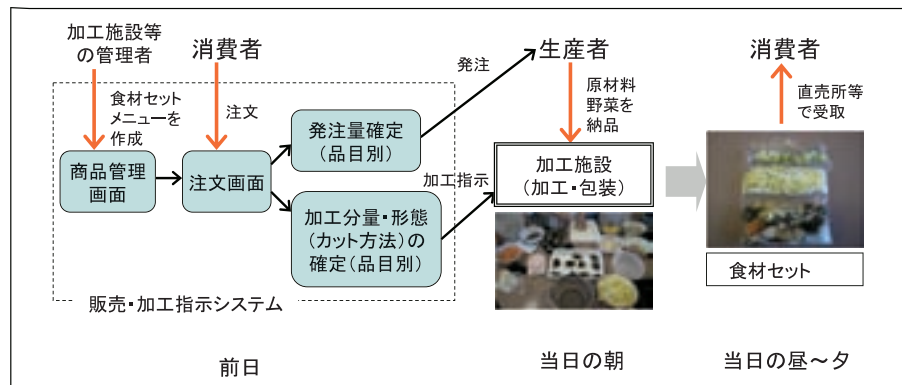 加工施設等
の管理者
消費者
生産者
消費者
発注
食材セット
メニューを
作成
注文
原材料
野菜を
納品
直売所等
で受取
発注量確定
(品目別)
商品管理
画面
注文画面
加工指示
加工施設
(加工・包装)
加工分量・形態
(カット方法)の
確定(品目別)
食材セット
販売・加工指示システム
前日
当日の朝
当日の昼～夕